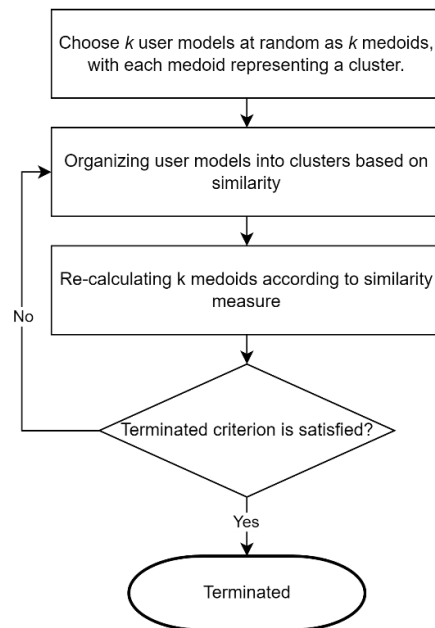 Choose k user models at random as k medoids,
with each medoid representing a cluster.
Organizing user models into clusters based on
similarity
Re-calculating k medoids according to similarity
measure
No
Terminated criterion is satisfied?
Yes
Terminated